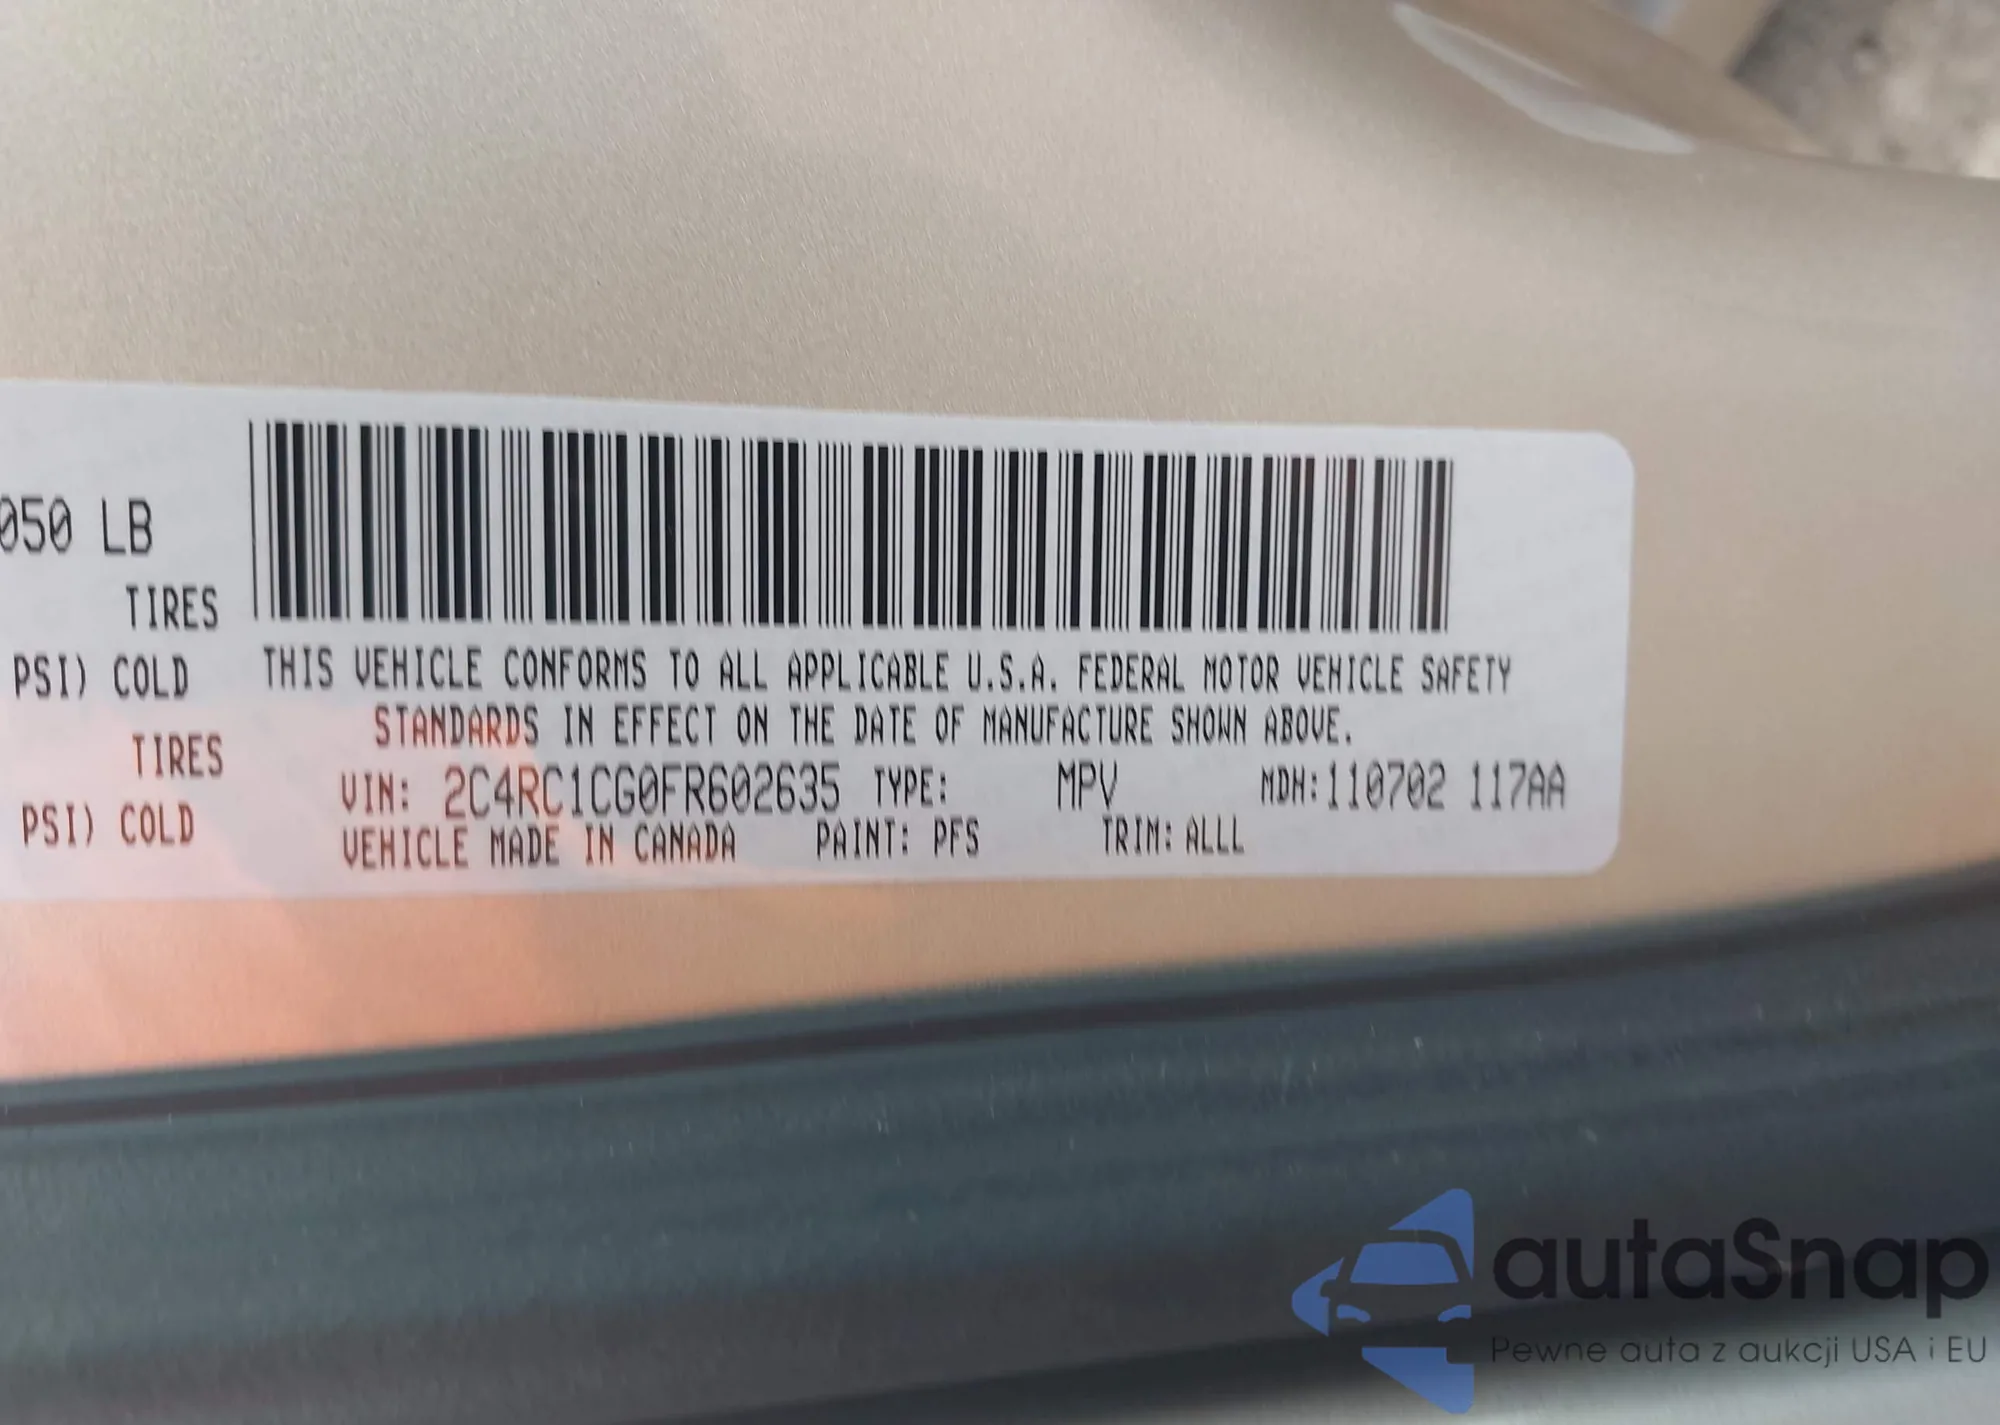 050 LB
TIRES
PSI) COLD
TIRES
PSI) COLD
THIS VEHICLE CONFORMS TO ALL APPLICABLE U.S.A. FEDERAL MOTOR VEHICLE SAFETY
STANDARDS IN EFFECT ON THE DATE OF MANUFACTURE SHOWN ABOVE.
VIN: 2C4RC1CG0FR602635 TYPE: MPV MDH:110702 117AA
VEHICLE MADE IN CANADA PAINT: PFS TRIM: ALLL
autaSnap
Pewne auta z aukcji USA i EU